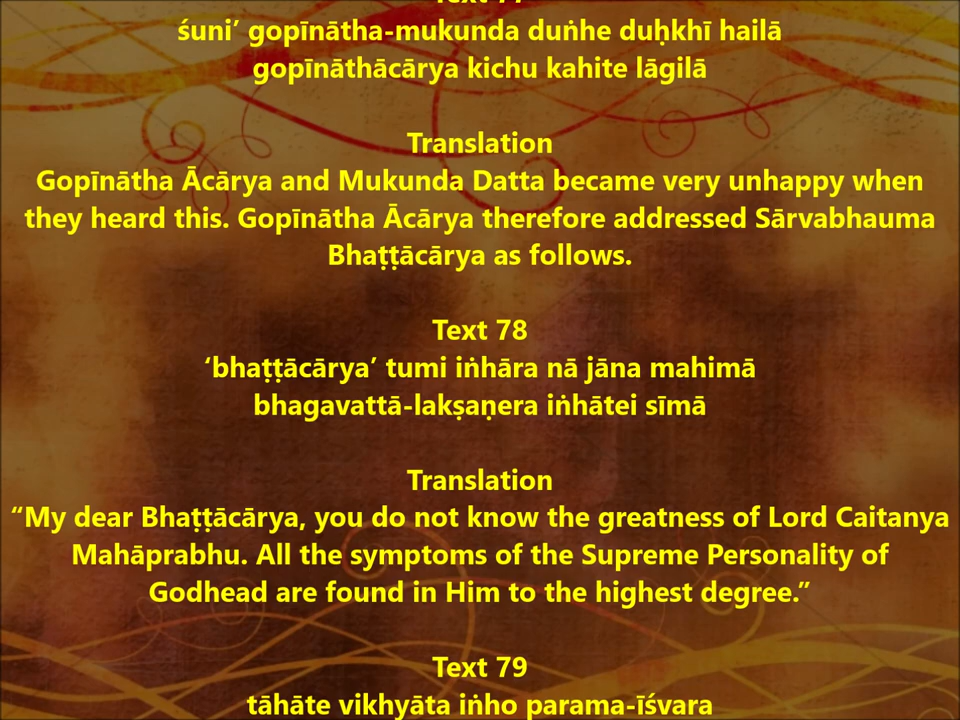 Text 77
śuni’ gopīnātha-mukunda duṅhe duḥkhī hailā
gopīnāthācārya kichu kahite lāgilā
Translation
Gopīnātha Ācārya and Mukunda Datta became very unhappy when
they heard this. Gopīnātha Ācārya therefore addressed Sārvabhauma
Bhaṭṭācārya as follows.
Text 78
‘bhaṭṭācārya’ tumi iṅhāra nā jāna mahimā
bhagavattā-lakṣaṇera iṅhātei sīmā
Translation
“My dear Bhaṭṭācārya, you do not know the greatness of Lord Caitanya
Mahāprabhu. All the symptoms of the Supreme Personality of
Godhead are found in Him to the highest degree.”
Text 79
tāhāte vikhyāta iṅho parama-īśvara